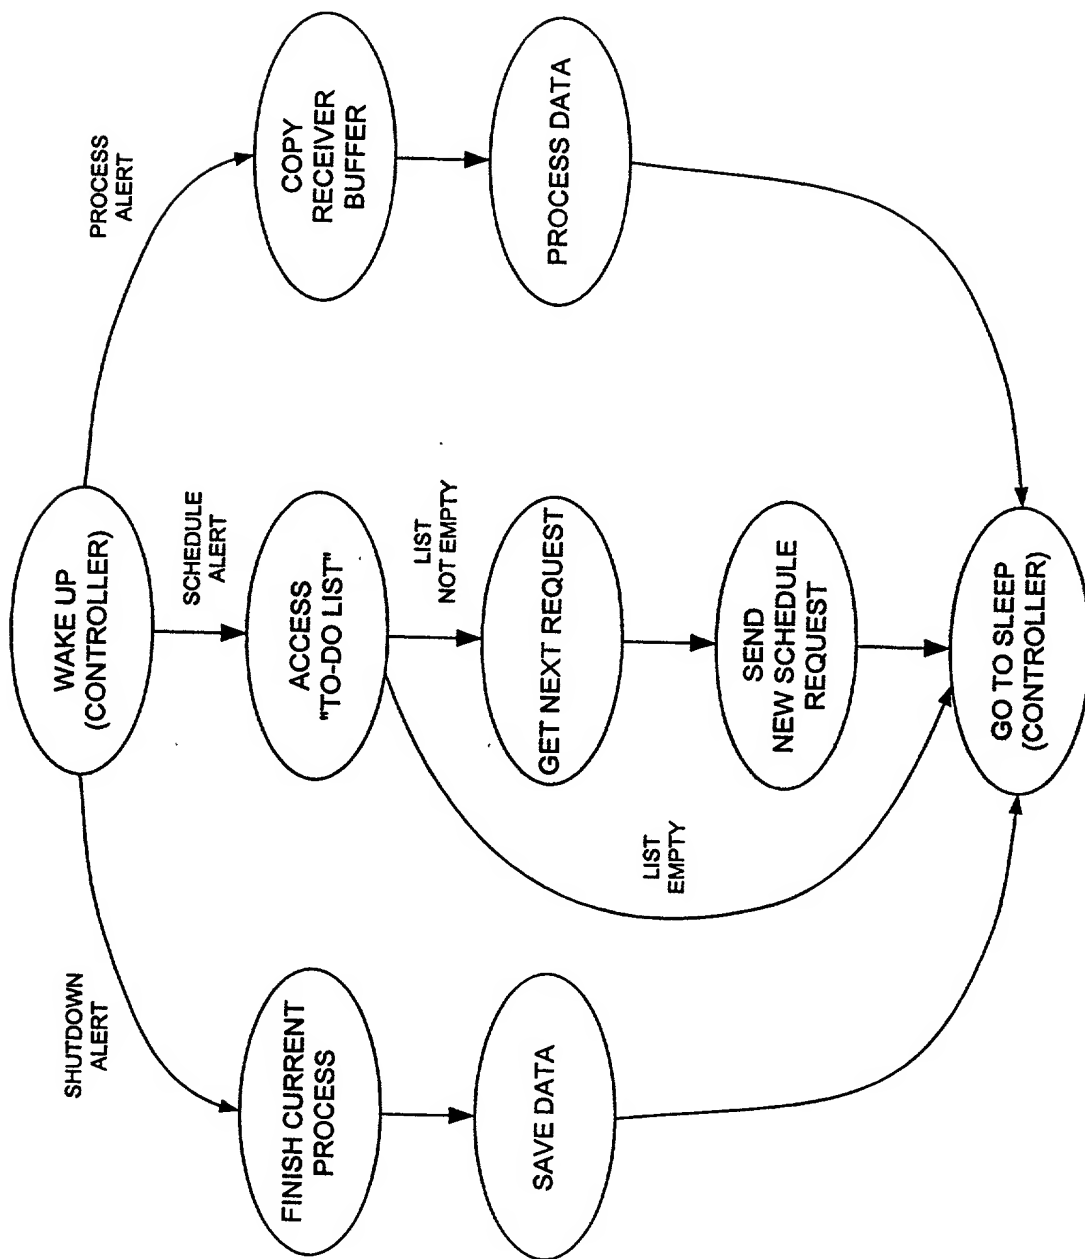 WAKE UP
(CONTROLLER)
SHUTDOWN
ALERT
SCHEDULE
ALERT
PROCESS
ALERT
FINISH CURRENT
PROCESS
ACCESS
"TO-DO LIST"
COPY
RECEIVER
BUFFER
LIST
NOT EMPTY
SAVE DATA
GET NEXT REQUEST
PROCESS DATA
LIST
EMPTY
SEND
NEW SCHEDULE
REQUEST
GO TO SLEEP
(CONTROLLER)